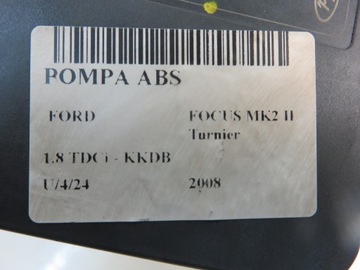 POMPA ABS
FORD FOCUS MK2 II
Turnier
1.8 TDCi - KKDB
U/4/24 2008